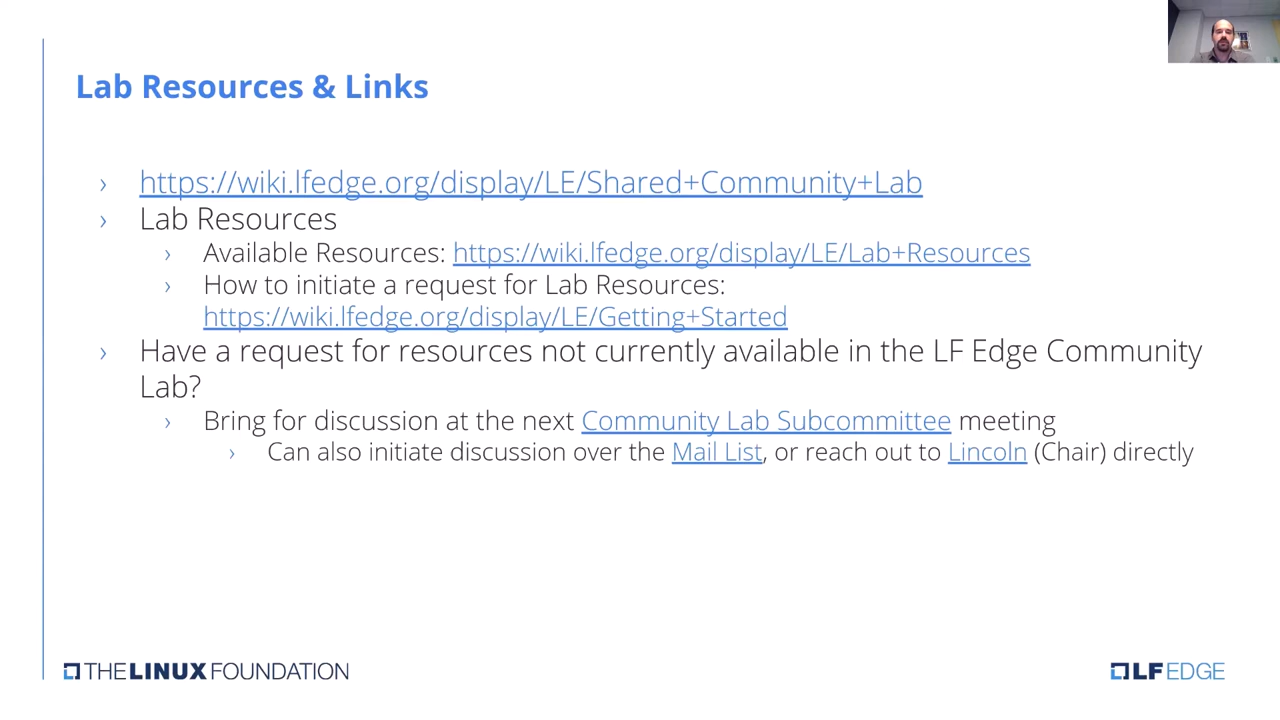 Lab Resources & Links
› https://wiki.lfedge.org/display/LE/Shared+Community+Lab
› Lab Resources
› Available Resources: https://wiki.lfedge.org/display/LE/Lab+Resources
› How to initiate a request for Lab Resources:
https://wiki.lfedge.org/display/LE/Getting+Started
› Have a request for resources not currently available in the LF Edge Community
Lab?
› Bring for discussion at the next Community Lab Subcommittee meeting
› Can also initiate discussion over the Mail List, or reach out to Lincoln (Chair) directly
THE LINUX FOUNDATION
LF EDGE